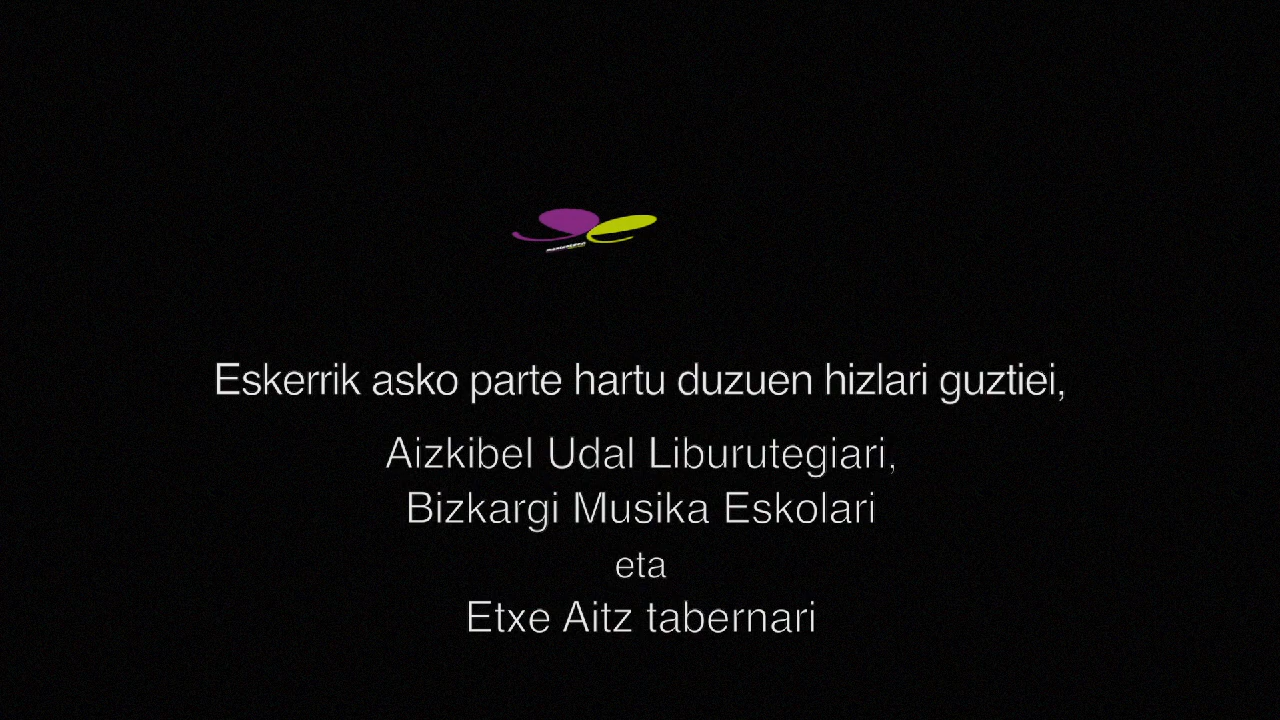 Eskerrik asko parte hartu duzuen hizlari guztiei,
Aizkibel Udal Liburutegiari,
Bizkargi Musika Eskolari
eta
Etxe Aitz tabernari